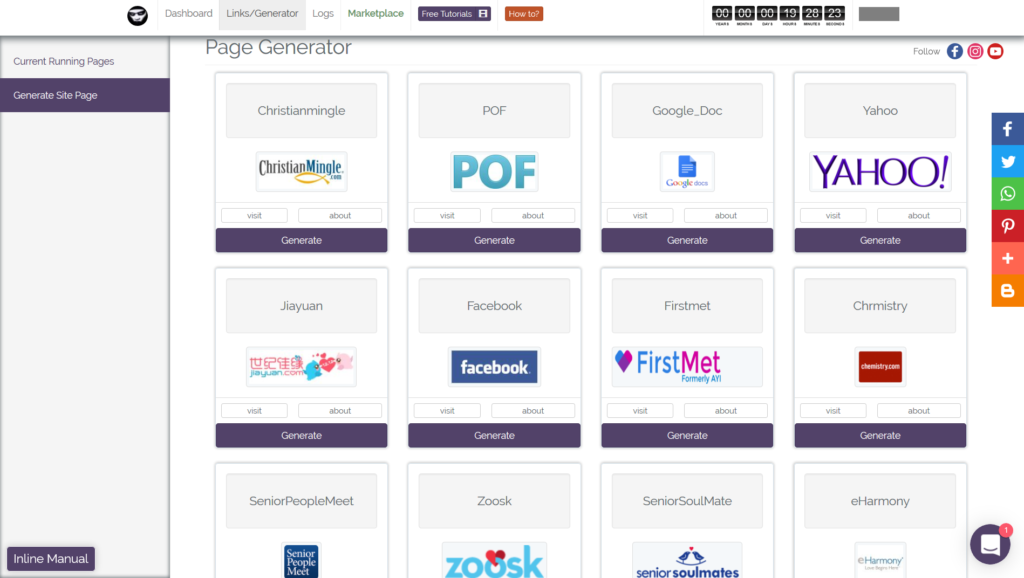 Dashboard Links/Generator Logs Marketplace Free Tutorials How to?
00 00 00 19 28 23
YEARS MONTHS DAYS HOURS MINUTES SECONDS
Page Generator
Follow
Current Running Pages
Generate Site Page
Christianmingle POF Google_Doc Yahoo
ChristianMingle.com POF Google docs YAHOO!
visit about visit about visit about visit about
Generate Generate Generate Generate
Jiayuan Facebook Firstmet Chrmistry
世纪佳缘
jiayuan.com facebook. FirstMet chemistry.com
Formerly AYI
visit about visit about visit about visit about
Generate Generate Generate Generate
SeniorPeopleMeet Zoosk SeniorSoulMate eHarmony
Senior
People
Meet zoosk seniorsoulmates eHarmony
Love Begins Here
Inline Manual
1